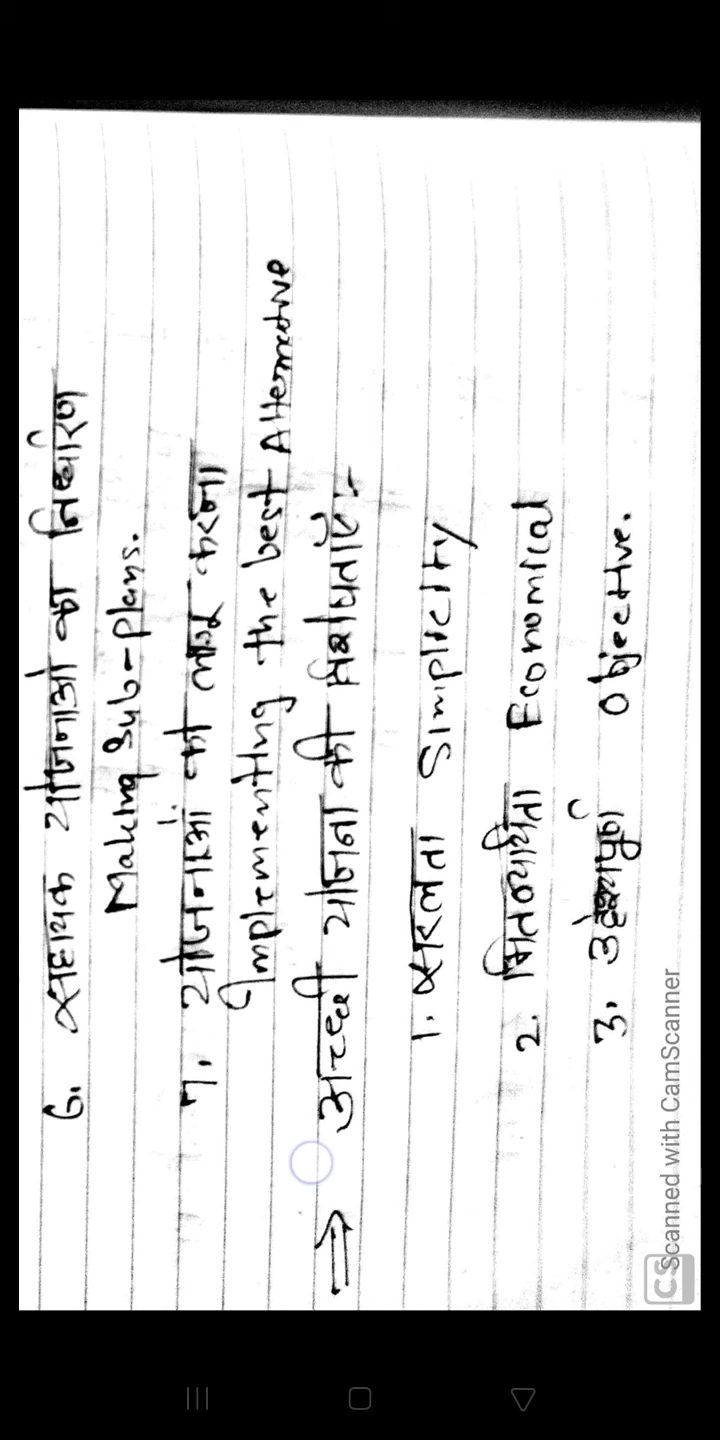 6. सहायक योजनाओ का निर्धारण
Making Sub-plans.
7. योजनाओं को लागू करना
Implementing the best Alternative
⇒ अच्छी योजना की विशेषताएँ :-
1. सरलता Simplicity
2. मितव्ययिता Economical
3. उद्देश्यपूर्ण Objective.
CS Scanned with CamScanner